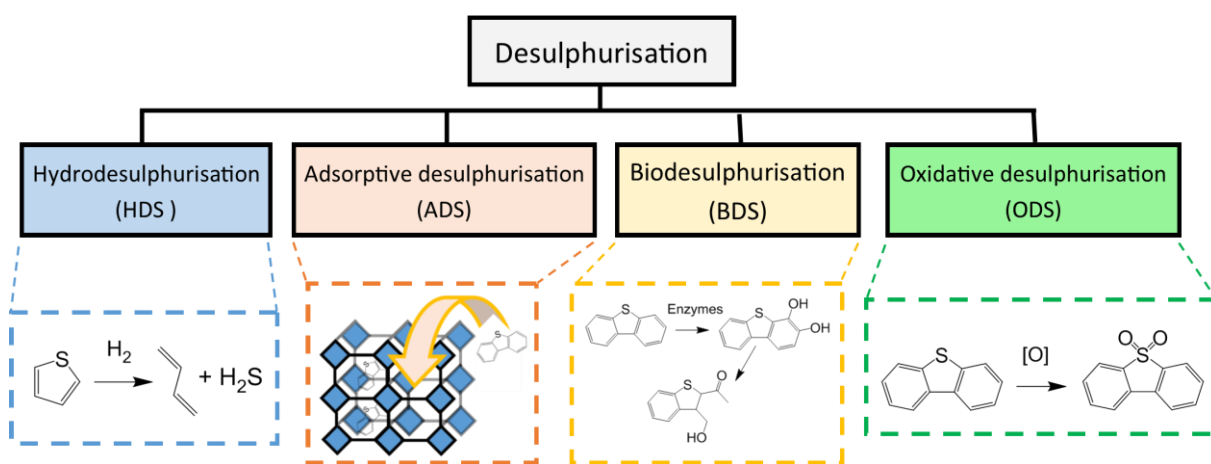 Desulphurisation
Hydrodesulphurisation
(HDS )
Adsorptive desulphurisation
(ADS)
Biodesulphurisation
(BDS)
Oxidative desulphurisation
(ODS)
S
H₂
+ H₂S
S
S
S
S
Enzymes
S
OH
OH
S
O
HO
S
[O]
O O
S